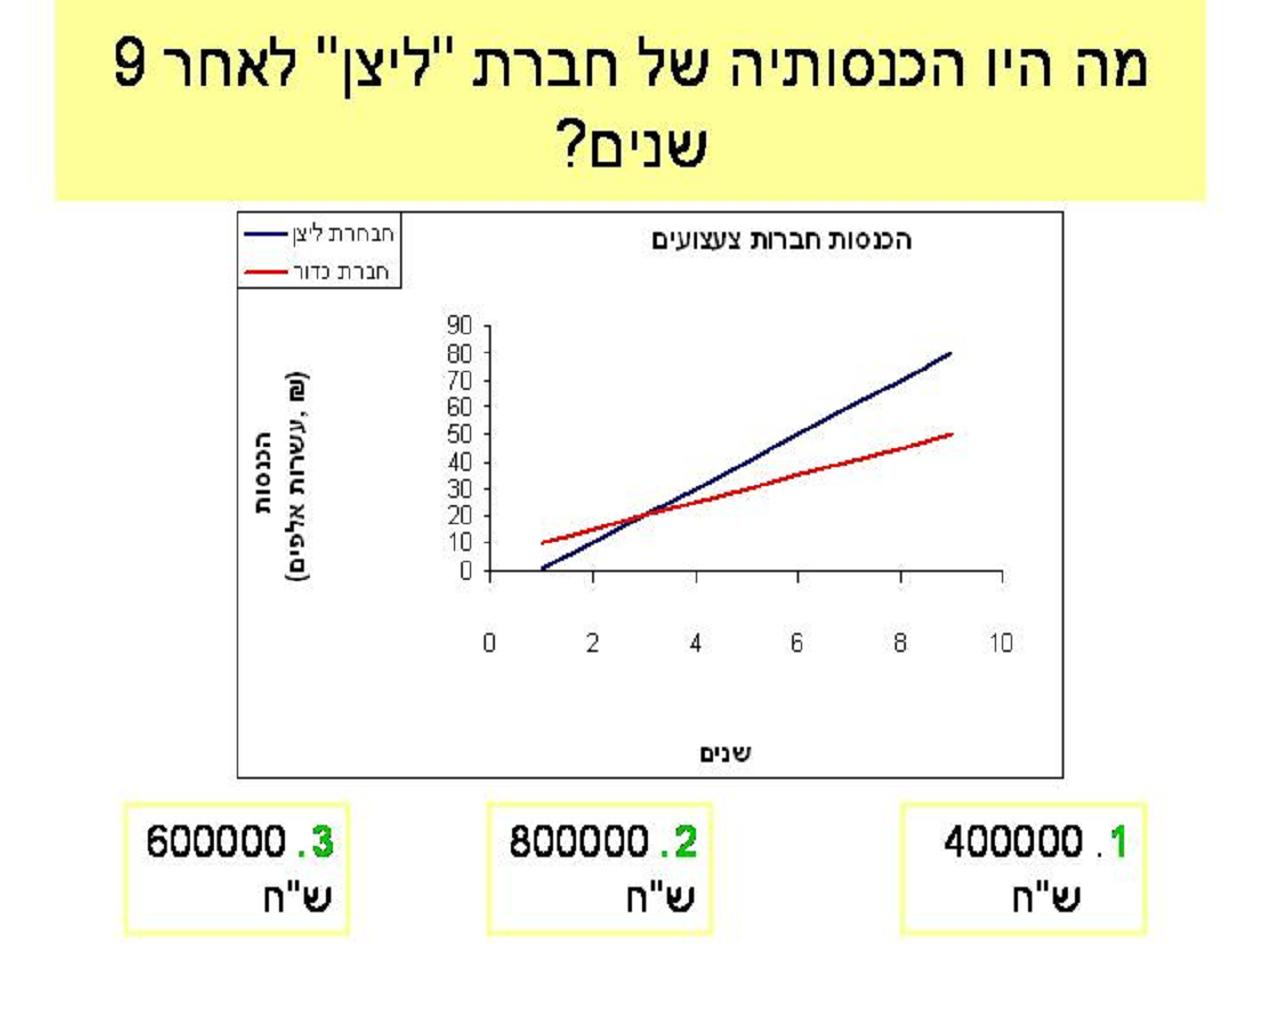 מה היו הכנסותיה של חברת "ליצן" לאחר 9
שנים?
חבחרת ליצן
חברת כדור
הכנסות חברות צעצועים
הכנסות
(₪ ,עשרות אלפים)
90
80
70
60
50
40
30
20
10
0
0 2 4 6 8 10
שנים
1. 400000
ש"ח
2. 800000
ש"ח
3. 600000
ש"ח